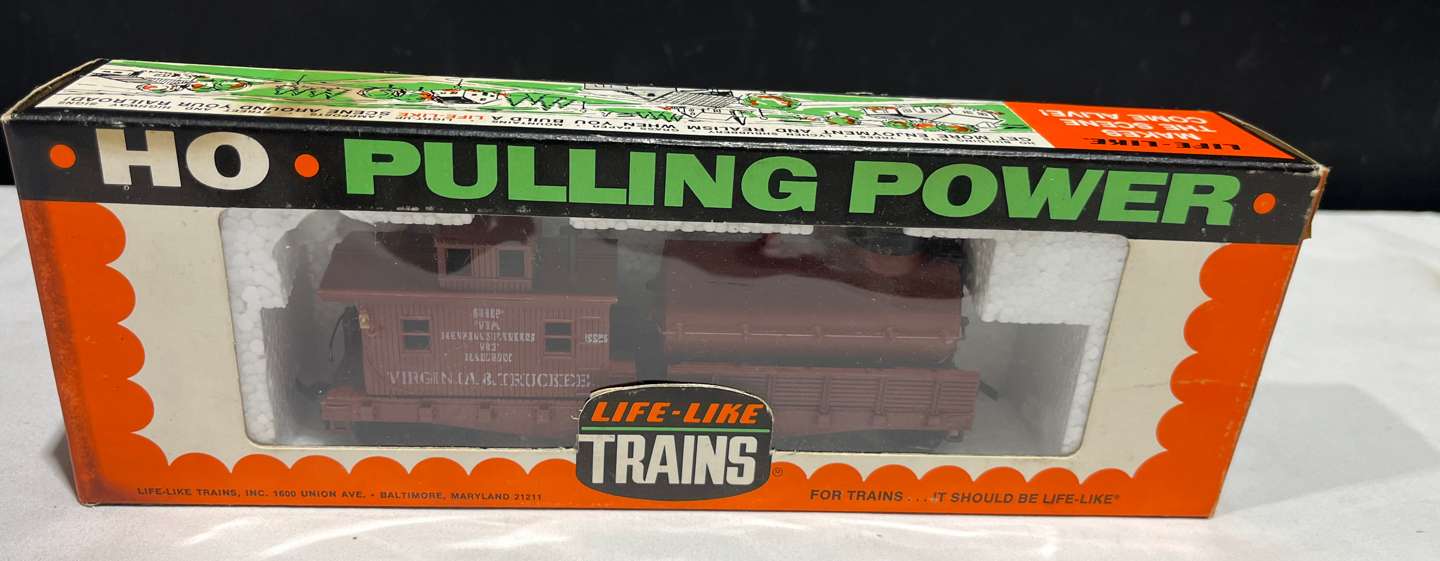 LIFE-LIKE
MAKES
THE SCENE
COME ALIVE!
ENJOYMENT AND REALISM WHEN YOU BUILD A LIFE-LIKE SCENE AROUND YOUR RAILROAD
• HO • PULLING POWER •
VIRGINIA & TRUCKEE
LIFE-LIKE
TRAINS®
LIFE-LIKE TRAINS, INC. 1600 UNION AVE. • BALTIMORE, MARYLAND 21211
FOR TRAINS...IT SHOULD BE LIFE-LIKE®